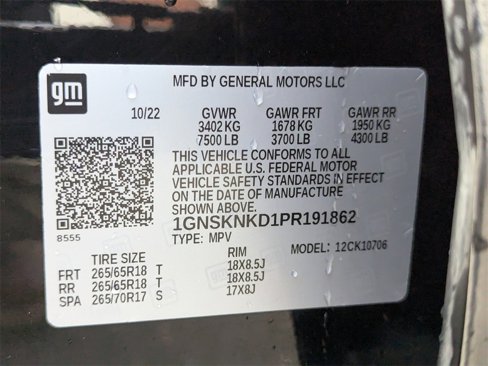 gm
MFD BY GENERAL MOTORS LLC
10/22 GVWR GAWR FRT GAWR RR
3402 KG 1678 KG 1950 KG
7500 LB 3700 LB 4300 LB
THIS VEHICLE CONFORMS TO ALL
APPLICABLE U.S. FEDERAL MOTOR
VEHICLE SAFETY STANDARDS IN EFFECT
ON THE DATE OF MANUFACTURE
SHOWN ABOVE.
1GNSKNKD1PR191862
8555
TYPE: MPV MODEL: 12CK10706
TIRE SIZE RIM
FRT 265/65R18 T 18X8.5J
RR 265/65R18 T 18X8.5J
SPA 265/70R17 S 17X8J